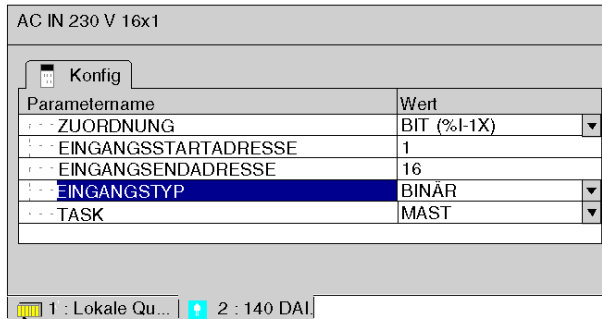 AC IN 230 V 16x1
Konfig
Parametername Wert
ZUORDNUNG BIT (%I-1X)
EINGANGSSTARTADRESSE 1
EINGANGSENDADRESSE 16
EINGANGSTYP BINÄR
TASK MAST
1 : Lokale Qu... 2 : 140 DAI.